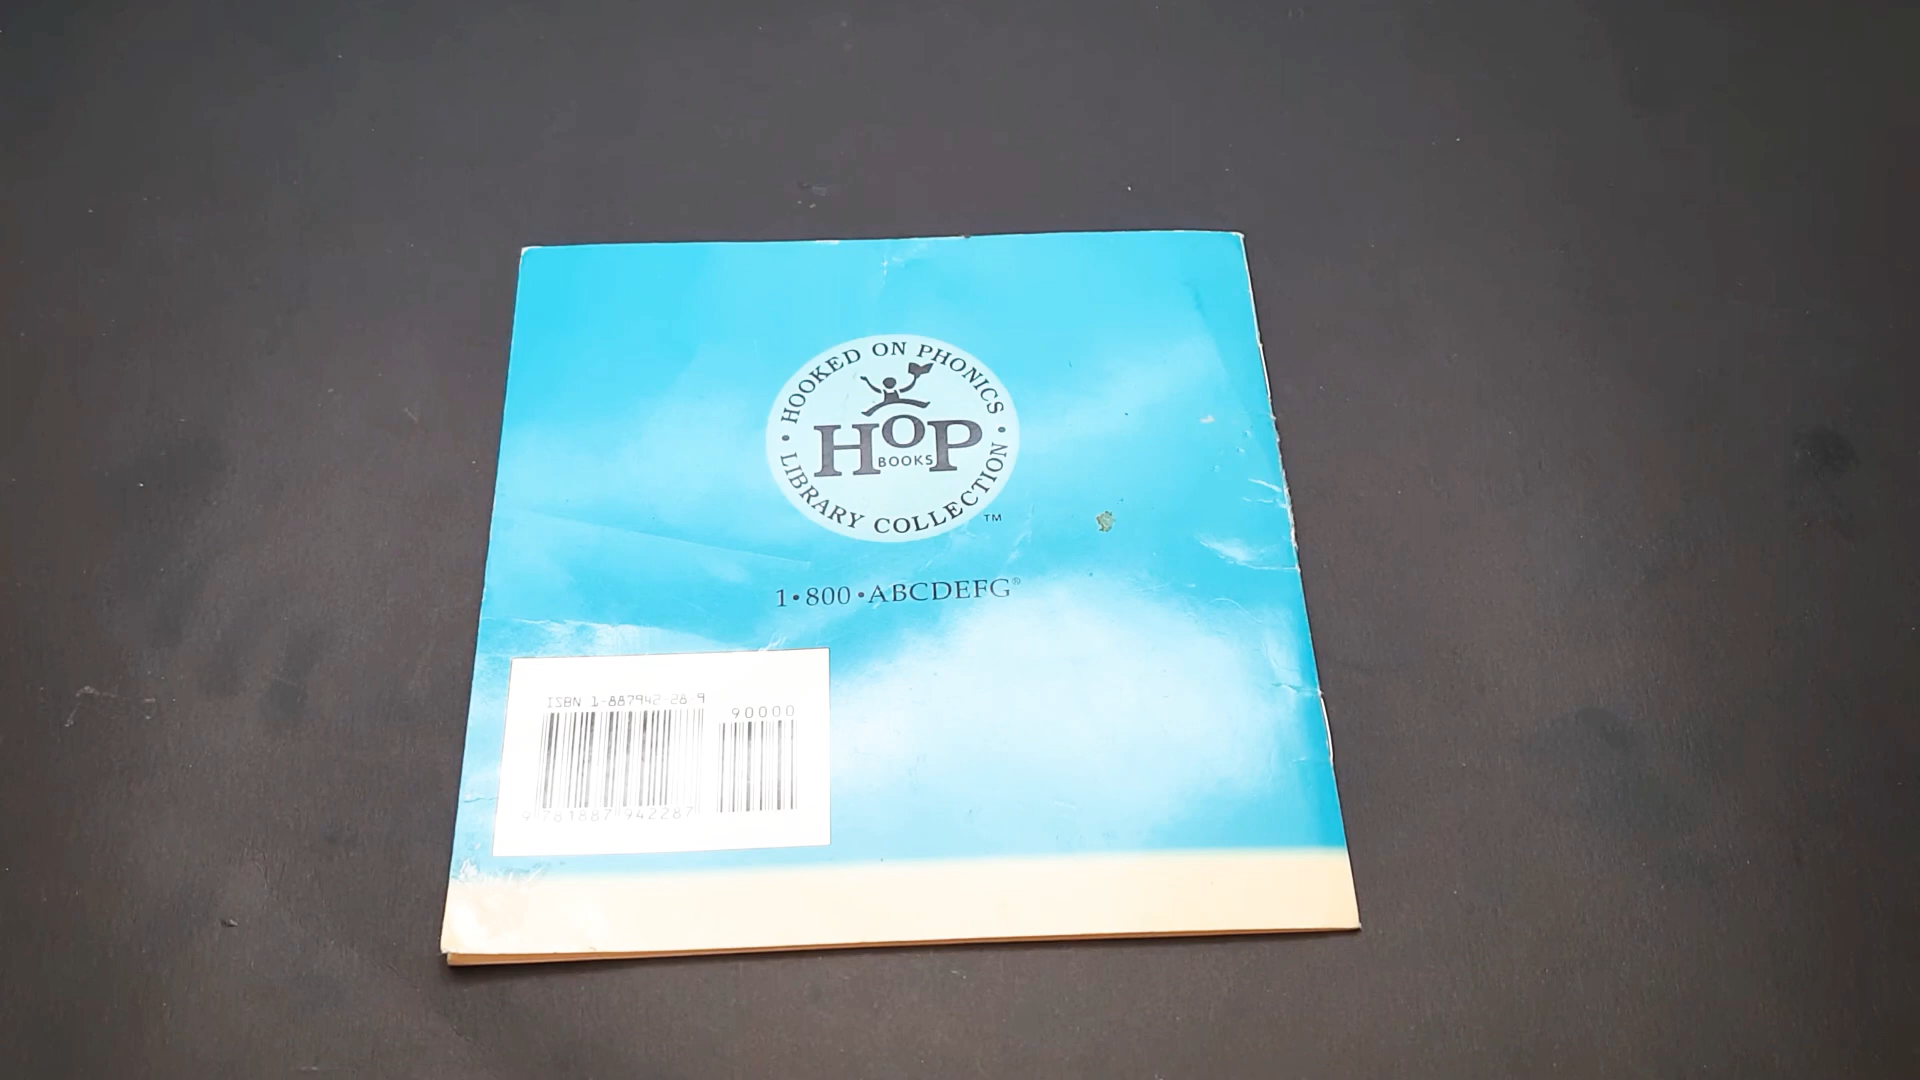 HOOKED ON PHONICS
HOP
BOOKS
LIBRARY COLLECTION
TM
1•800•ABCDEFG®
ISBN 1-887942-28-9
90000
9 781887 942287